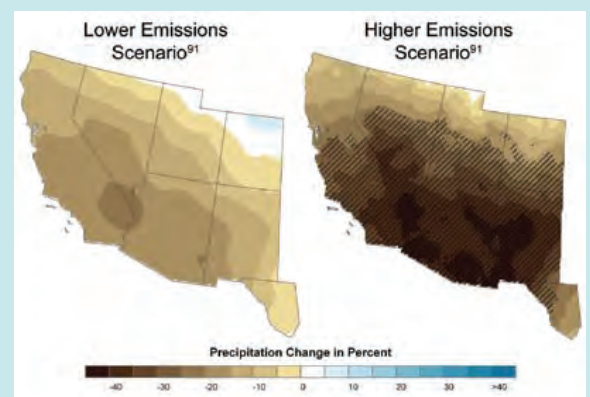 Lower Emissions
Scenario91
Higher Emissions
Scenario91
Precipitation Change in Percent
-40 -30 -20 -10 0 10 20 30 >40